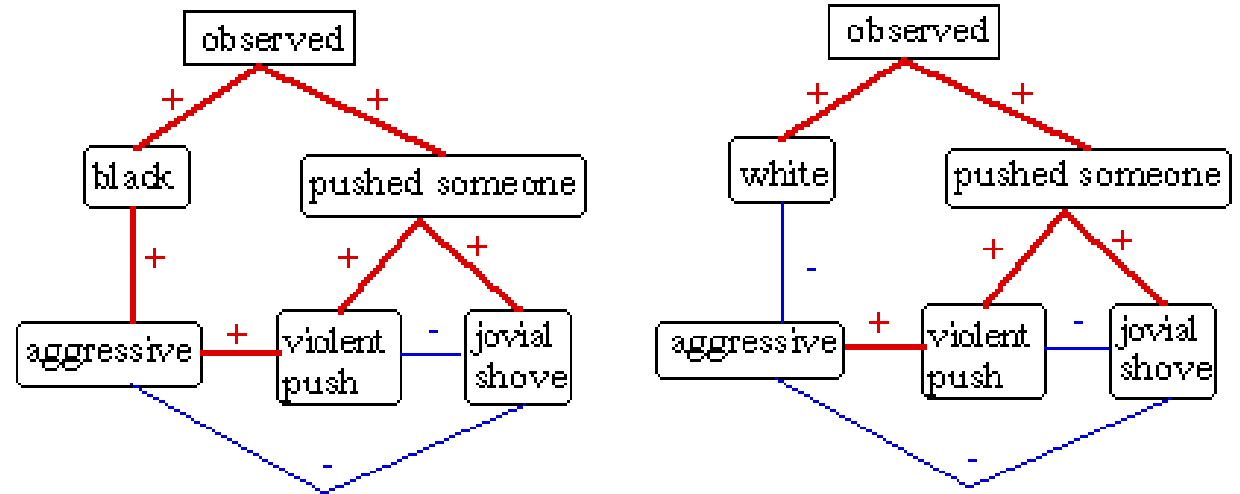 observed
+
+
black
pushed someone
+
+
+
aggressive
+
violent
push
-
jovial
shove
-
observed
+
+
white
pushed someone
-
+
+
aggressive
+
violent
push
-
jovial
shove
-